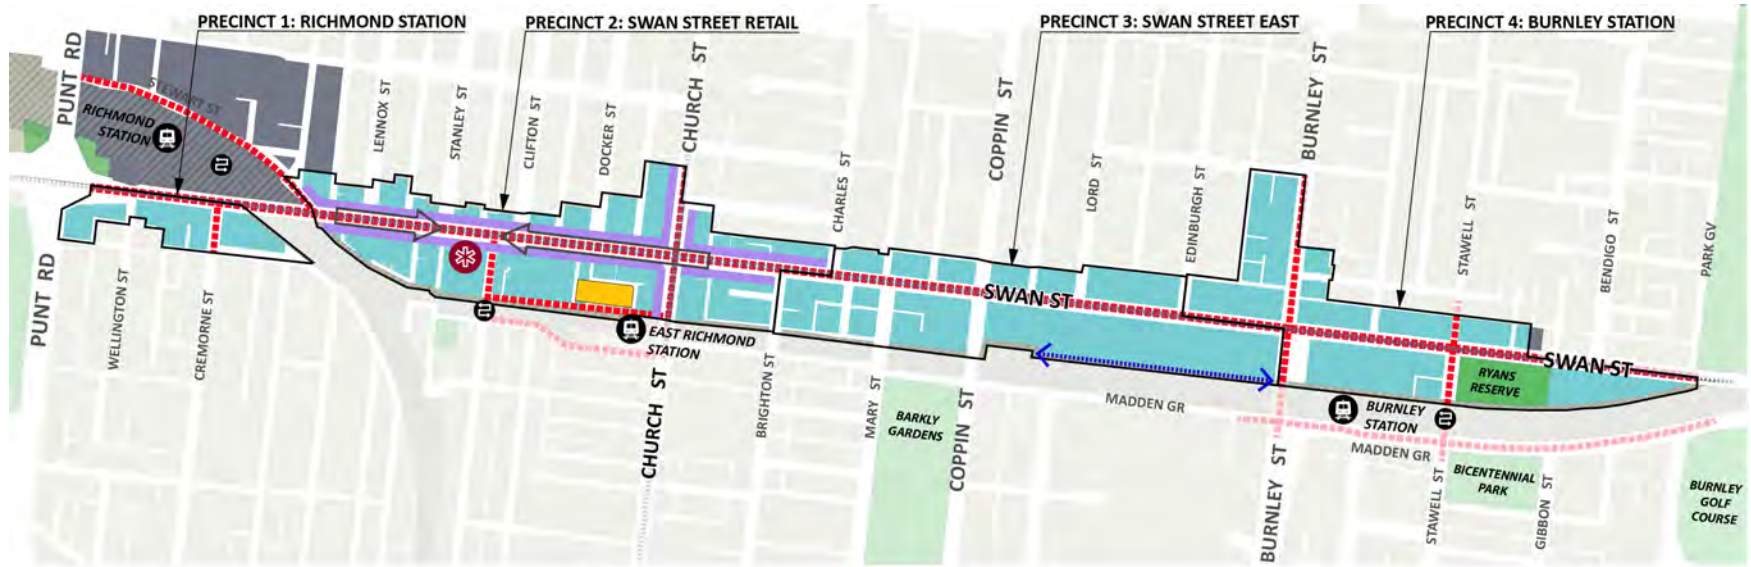 PRECINCT 1: RICHMOND STATION
PRECINCT 2: SWAN STREET RETAIL
PRECINCT 3: SWAN STREET EAST
PRECINCT 4: BURNLEY STATION
PUNT RD
STEWART ST
RICHMOND
STATION
LENNOX ST
STANLEY ST
CLIFTON ST
DOCKER ST
CHURCH ST
CHARLES ST
COPPIN ST
LORD ST
EDINBURGH ST
BURNLEY ST
STAWELL ST
BENDIGO ST
PARK GV
SWAN ST
SWAN ST
PUNT RD
WELLINGTON ST
CREMORNE ST
EAST RICHMOND
STATION
CHURCH ST
BRIGHTON ST
MARY ST
BARKLY
GARDENS
COPPIN ST
MADDEN GR
BURNLEY ST
BURNLEY
STATION
RYANS
RESERVE
MADDEN GR
STAWELL ST
BICENTENNIAL
PARK
GIBBON ST
BURNLEY
GOLF
COURSE